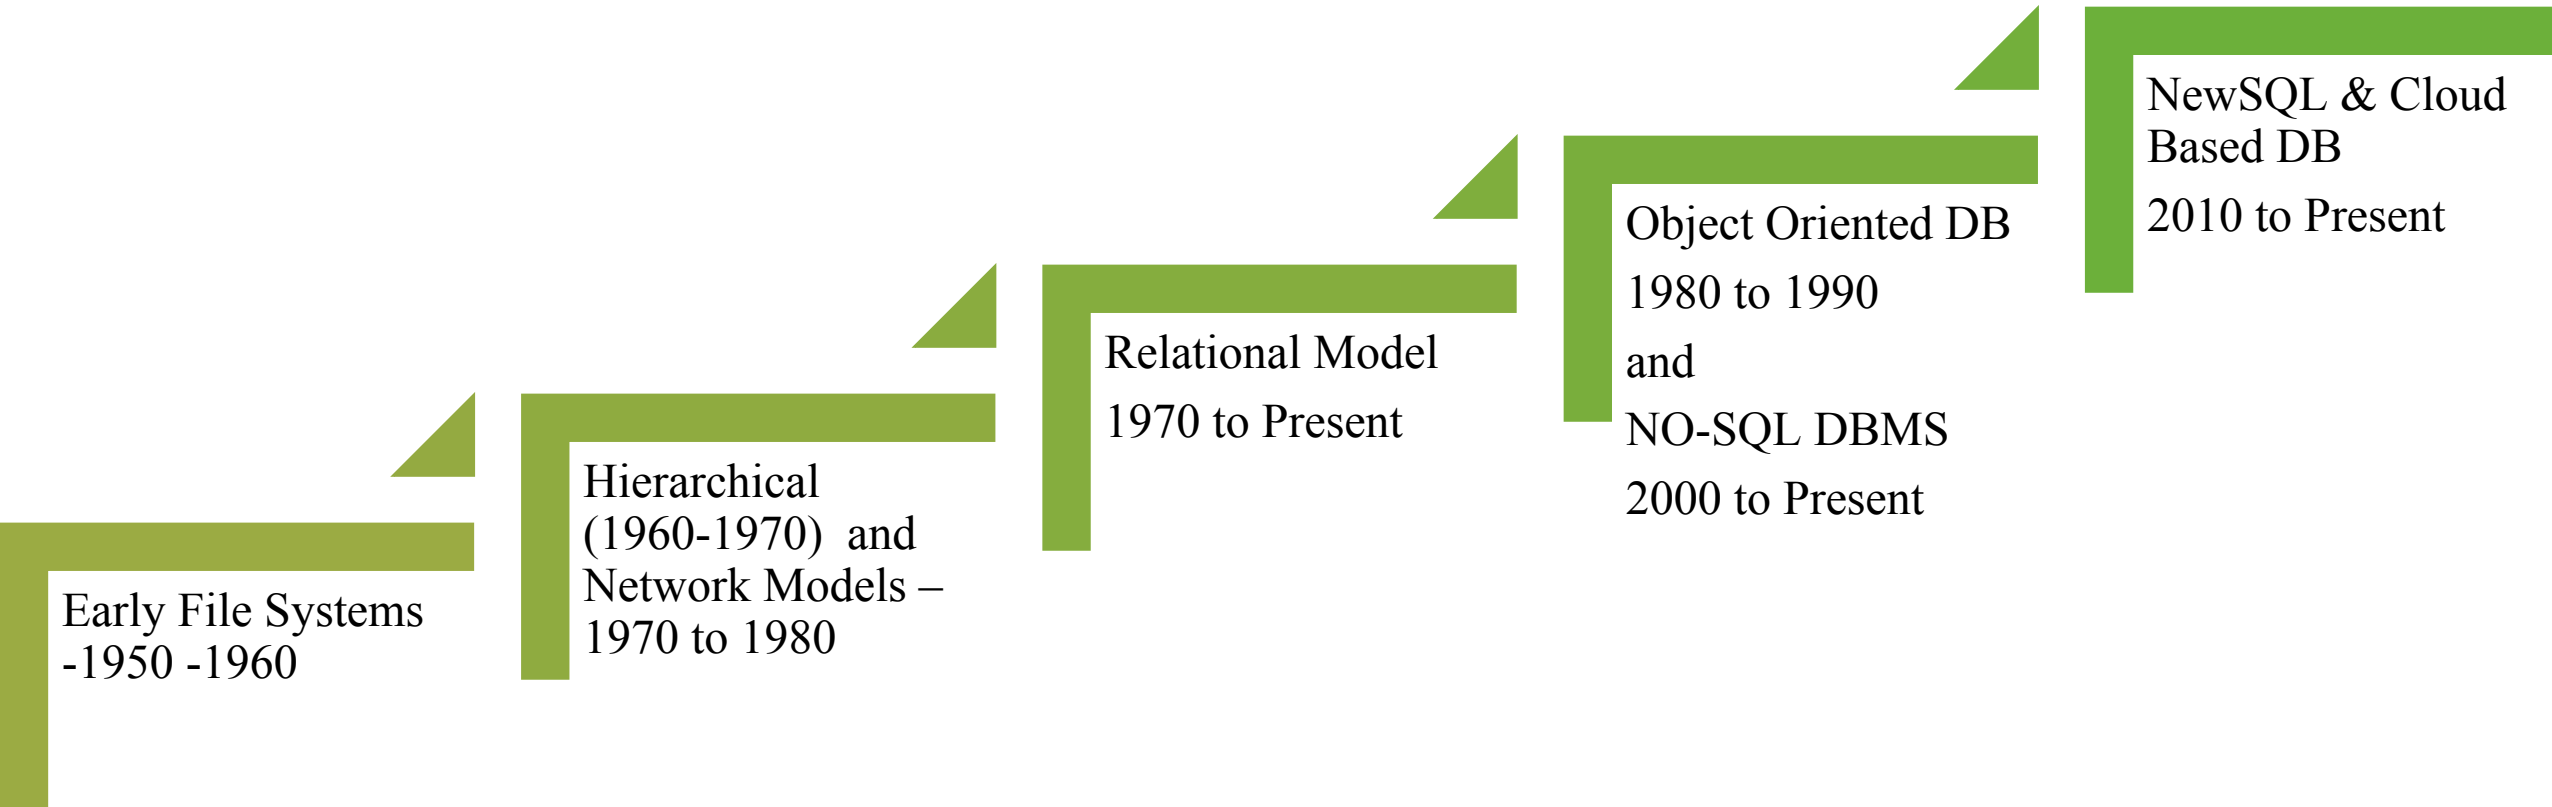 Early File Systems
-1950 -1960
Hierarchical
(1960-1970)  and
Network Models –
1970 to 1980
Relational Model
1970 to Present
Object Oriented DB
1980 to 1990
and
NO-SQL DBMS
2000 to Present
NewSQL & Cloud
Based DB
2010 to Present